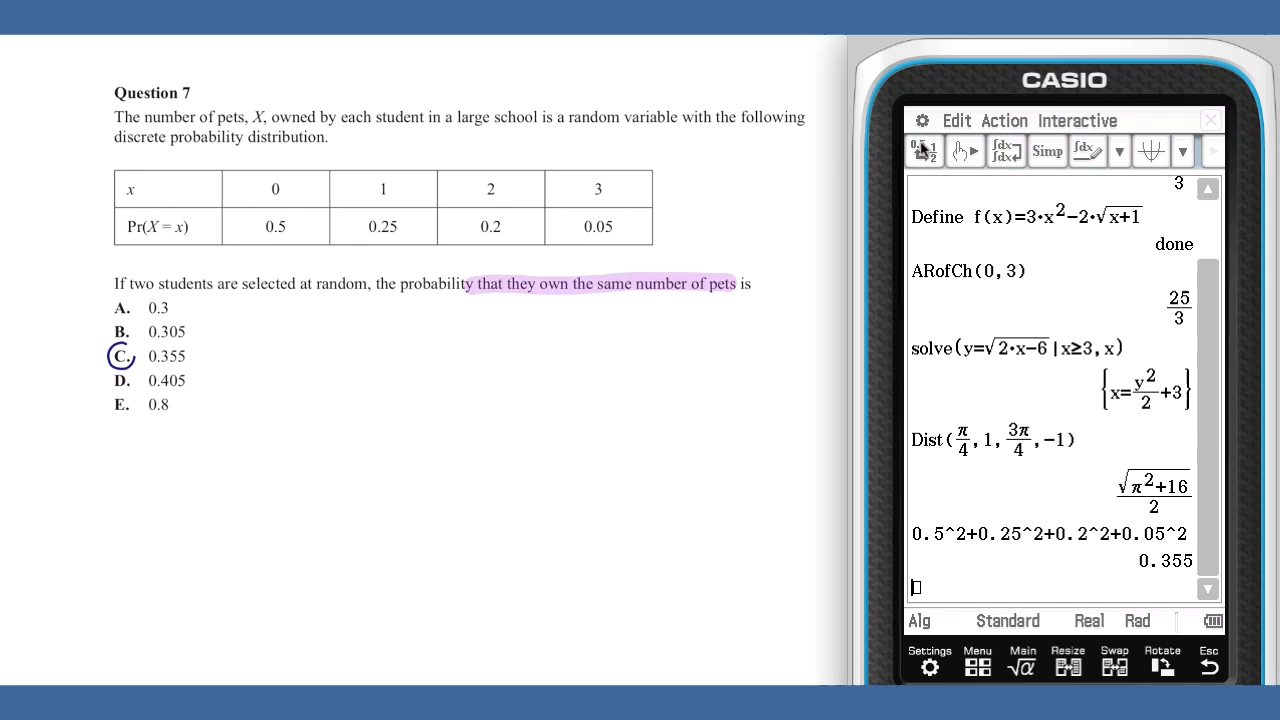 Question 7
The number of pets, X, owned by each student in a large school is a random variable with the following
discrete probability distribution.
x 0 1 2 3
Pr(X = x) 0.5 0.25 0.2 0.05
If two students are selected at random, the probability that they own the same number of pets is
A. 0.3
B. 0.305
C. 0.355
D. 0.405
E. 0.8
CASIO
Edit Action Interactive
Simp
3
Define f(x)=3·x^2−2·√(x+1)
done
ARofCh(0,3)
25/3
solve(y=√(2·x−6)|x≥3,x)
{x=y^2/2+3}
Dist(π/4,1,3π/4,−1)
√(π^2+16)/2
0.5^2+0.25^2+0.2^2+0.05^2
0.355
Alg Standard Real Rad
Settings Menu Main Resize Swap Rotate Esc